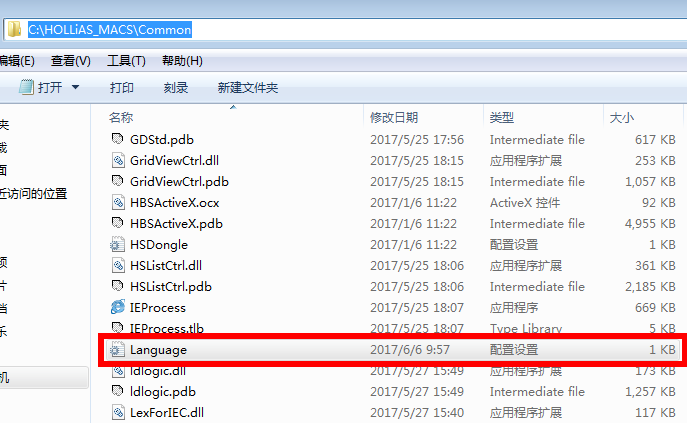 C:\HOLLiAS_MACS\Common
编辑(E) 查看(V) 工具(T) 帮助(H)
打开 打印 刻录 新建文件夹
名称 修改日期 类型 大小
GDStd.pdb 2017/5/25 17:56 Intermediate file 617 KB
GridViewCtrl.dll 2017/5/25 18:15 应用程序扩展 253 KB
GridViewCtrl.pdb 2017/5/25 18:15 Intermediate file 1,057 KB
近访问的位置
HBSActiveX.ocx 2017/1/6 11:22 ActiveX 控件 92 KB
HBSActiveX.pdb 2017/1/6 11:22 Intermediate file 4,955 KB
HSDongle 2017/1/6 11:22 配置设置 1 KB
HSListCtrl.dll 2017/5/25 18:06 应用程序扩展 361 KB
HSListCtrl.pdb 2017/5/25 18:06 Intermediate file 2,185 KB
IEProcess 2017/5/25 18:07 应用程序 669 KB
IEProcess.tlb 2017/5/25 18:07 Type Library 5 KB
Language 2017/6/6 9:57 配置设置 1 KB
机
ldlogic.dll 2017/5/27 15:49 应用程序扩展 173 KB
ldlogic.pdb 2017/5/27 15:49 Intermediate file 1,257 KB
LexForIEC.dll 2017/5/27 15:40 应用程序扩展 217 KB